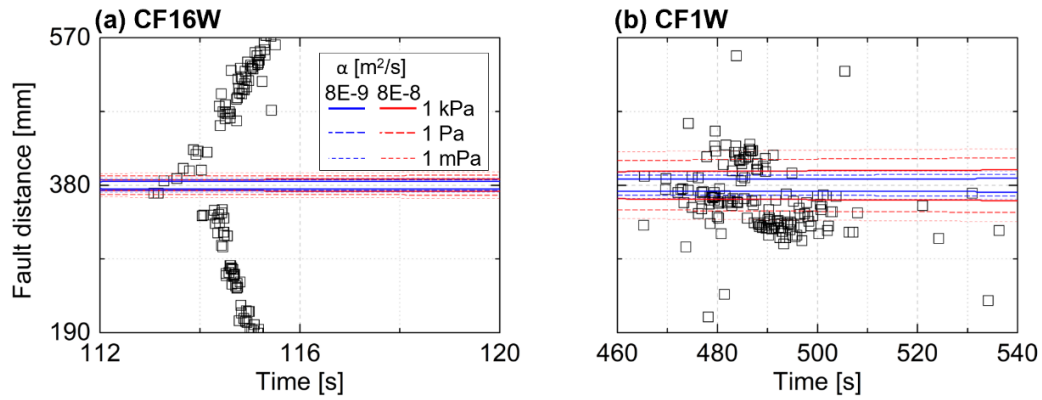 (a) CF16W
(b) CF1W
Fault distance [mm]
570
380
190
α [m²/s]
8E-9 8E-8
1 kPa
1 Pa
1 mPa
112 116 120
Time [s]
460 480 500 520 540
Time [s]